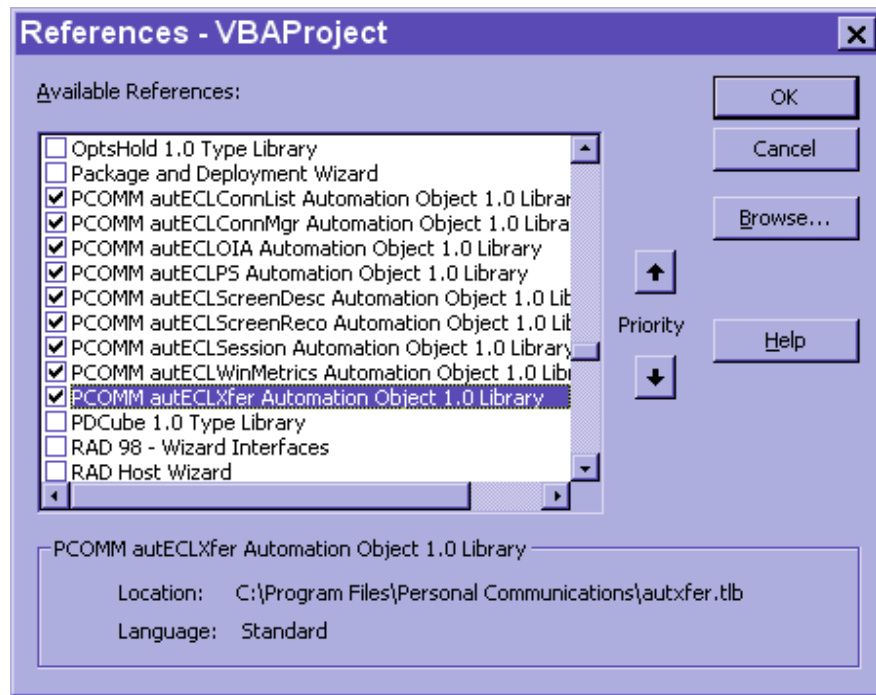 References - VBAProject
Available References:
OptsHold 1.0 Type Library
Package and Deployment Wizard
PCOMM autECLConnList Automation Object 1.0 Librar
PCOMM autECLConnMgr Automation Object 1.0 Libra
PCOMM autECLOIA Automation Object 1.0 Library
PCOMM autECLPS Automation Object 1.0 Library
PCOMM autECLScreenDesc Automation Object 1.0 Lib
PCOMM autECLScreenReco Automation Object 1.0 Lib
PCOMM autECLSession Automation Object 1.0 Library
PCOMM autECLWinMetrics Automation Object 1.0 Lib
PCOMM autECLXfer Automation Object 1.0 Library
PDCube 1.0 Type Library
RAD 98 - Wizard Interfaces
RAD Host Wizard
Priority
OK
Cancel
Browse...
Help
PCOMM autECLXfer Automation Object 1.0 Library
Location: C:\Program Files\Personal Communications\autxfer.tlb
Language: Standard